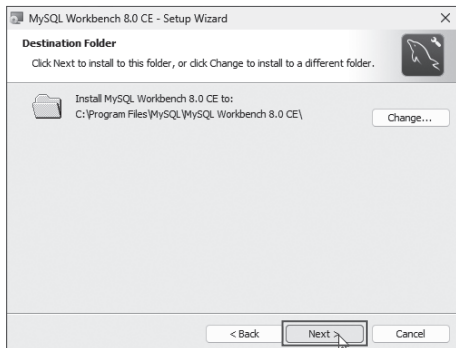 MySQL Workbench 8.0 CE - Setup Wizard
Destination Folder
Click Next to install to this folder, or click Change to install to a different folder.
Install MySQL Workbench 8.0 CE to:
C:\Program Files\MySQL\MySQL Workbench 8.0 CE\
Change...
< Back
Next >
Cancel